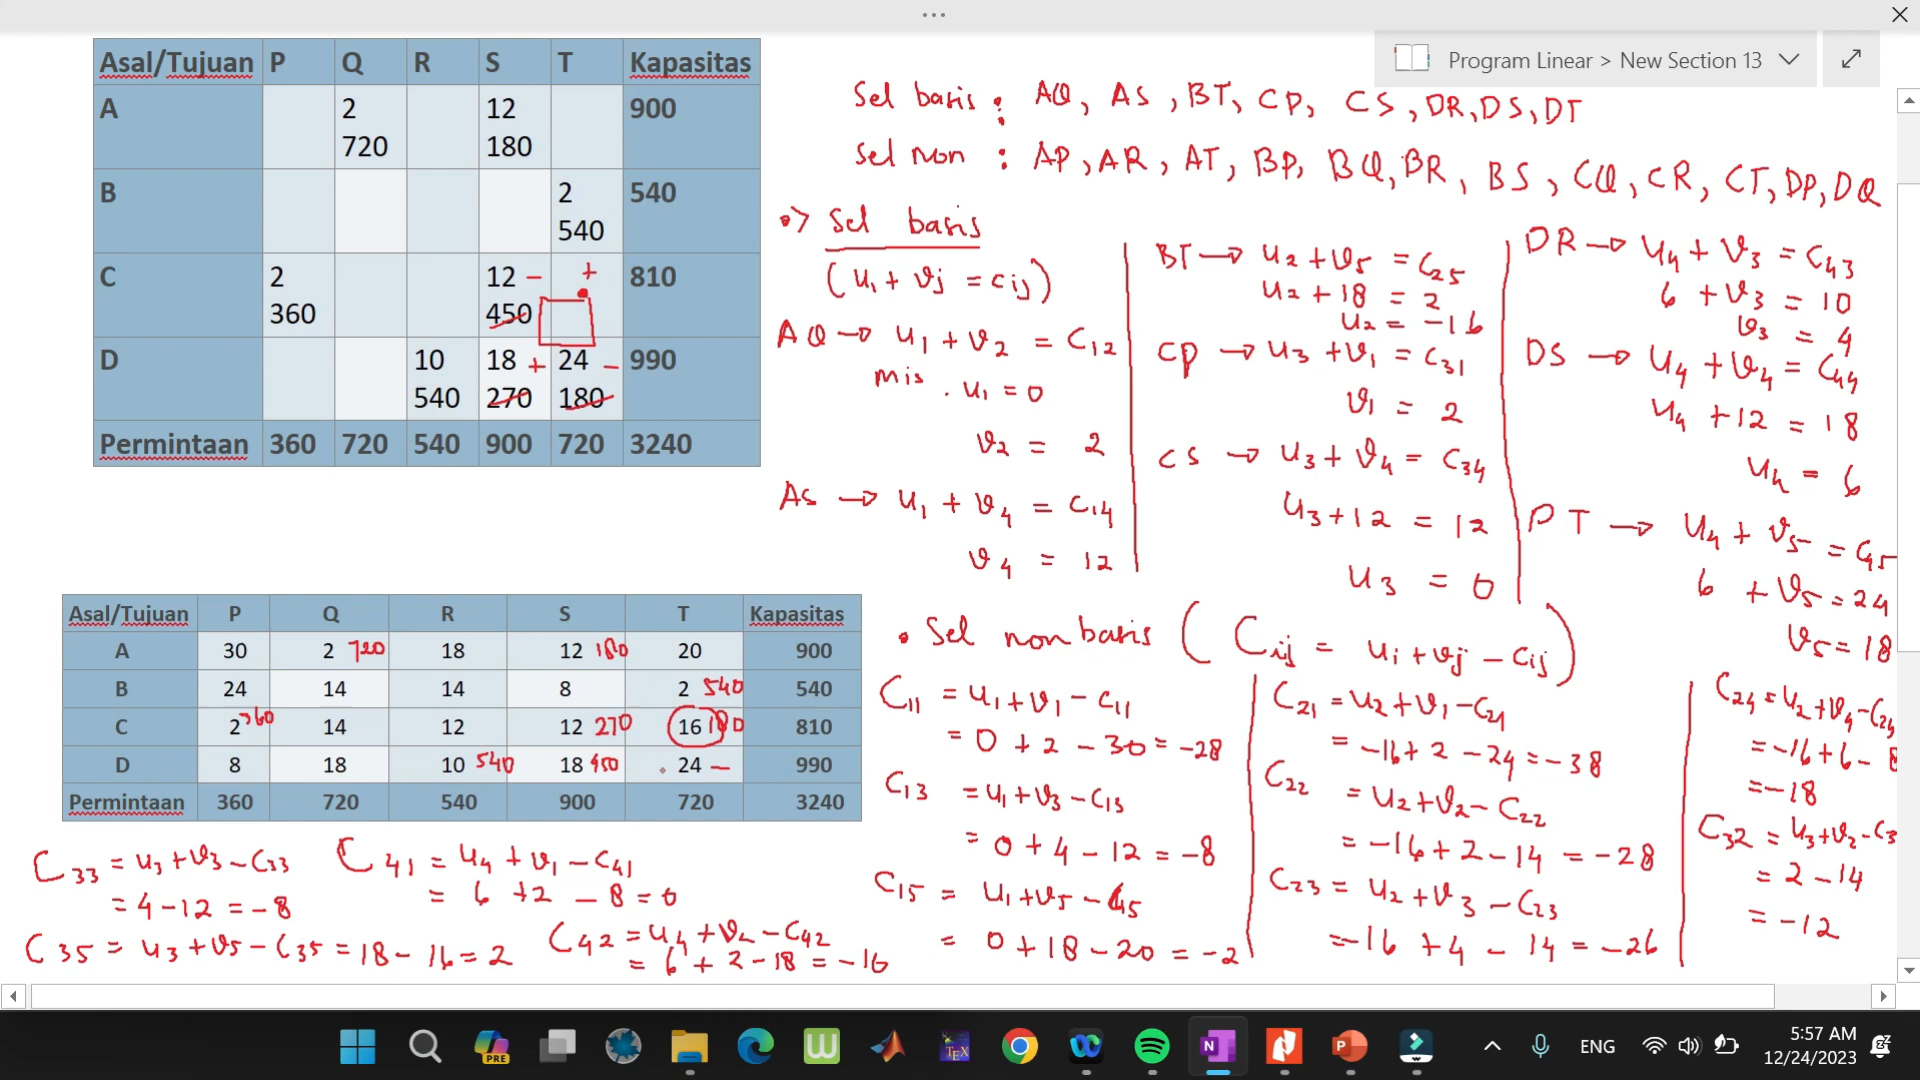 Program Linear > New Section 13
Asal/Tujuan P Q R S T Kapasitas
A 2 12 900
720 180
B 2 540
540
C 2 12 − + 810
360 450
D 10 18 + 24 − 990
540 270 180
Permintaan 360 720 540 900 720 3240
Sel basis : AQ, AS, BT, CP, CS, DR, DS, DT
Sel non : AP, AR, AT, BP, BQ, BR, BS, CQ, CR, CT, DP, DQ
•> Sel basis
(u1 + vj = cij)
AQ → u1 + v2 = C12
mis. u1 = 0
v2 = 2
AS → u1 + v4 = C14
v4 = 12
BT → u2 + v5 = C25
u2 + 18 = 2
u2 = −16
CP → u3 + v1 = C31
v1 = 2
CS → u3 + v4 = C34
u3 + 12 = 12
u3 = 0
DR → u4 + v3 = C43
6 + v3 = 10
v3 = 4
DS → u4 + v4 = C44
u4 + 12 = 18
u4 = 6
DT → u4 + v5 = C45
6 + v5 = 24
v5 = 18
Asal/Tujuan P Q R S T Kapasitas
A 30 2 720 18 12 180 20 900
B 24 14 14 8 2 540 540
C 2 360 14 12 12 270 16 180 810
D 8 18 10 540 18 450 24 − 990
Permintaan 360 720 540 900 720 3240
• Sel non basis (Cij = ui + vj − cij)
C11 = u1 + v1 − C11
= 0 + 2 − 30 = −28
C13 = u1 + v3 − C13
= 0 + 4 − 12 = −8
C15 = u1 + v5 − C15
= 0 + 18 − 20 = −2
C21 = u2 + v1 − C21
= −16 + 2 − 24 = −38
C22 = u2 + v2 − C22
= −16 + 2 − 14 = −28
C23 = u2 + v3 − C23
= −16 + 4 − 14 = −26
C24 = u2 + v4 − C24
= −16 + 6 − 8
= −18
C32 = u3 + v2 − C3
= 2 − 14
= −12
C33 = u3 + v3 − C33
= 4 − 12 = −8
C35 = u3 + v5 − C35 = 18 − 16 = 2
C41 = u4 + v1 − C41
= 6 + 2 − 8 = 0
C42 = u4 + v2 − C42
= 6 + 2 − 18 = −10
PRE
TEX
ENG
5:57 AM
12/24/2023